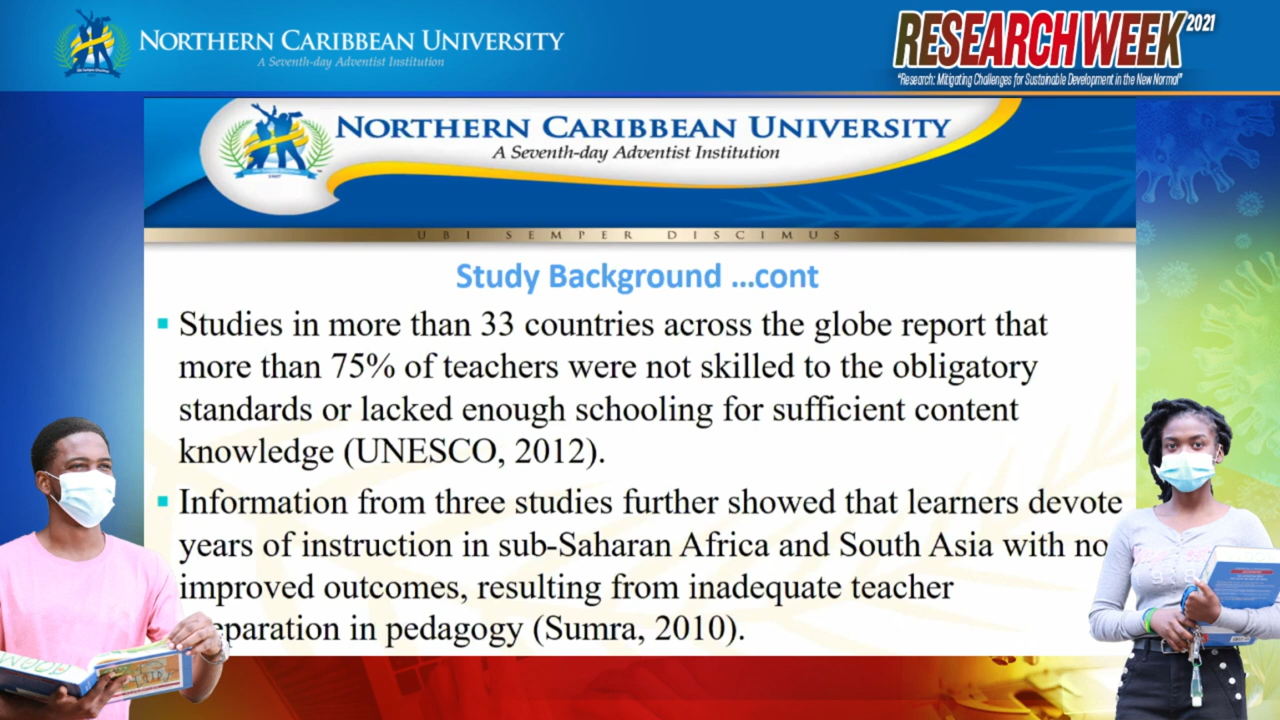 NORTHERN CARIBBEAN UNIVERSITY
A Seventh-day Adventist Institution
RESEARCH WEEK 2021
"Research: Mitigating Challenges for Sustainable Development in the New Normal"
NORTHERN CARIBBEAN UNIVERSITY
A Seventh-day Adventist Institution
UBI SEMPER DISCIMUS
Study Background ...cont
▪ Studies in more than 33 countries across the globe report that
more than 75% of teachers were not skilled to the obligatory
standards or lacked enough schooling for sufficient content
knowledge (UNESCO, 2012).
▪ Information from three studies further showed that learners devote
years of instruction in sub-Saharan Africa and South Asia with no
improved outcomes, resulting from inadequate teacher
eparation in pedagogy (Sumra, 2010).